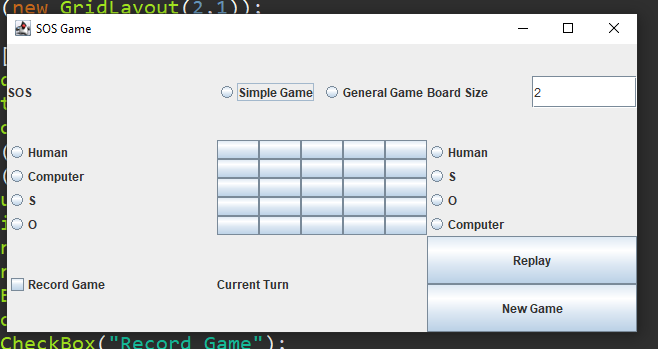 (new GridLayout(2,1));
SOS Game
SOS Simple Game General Game Board Size 2
Human Human
Computer S
S O
O Computer
Replay
Record Game Current Turn
New Game
CheckBox("Record Game");